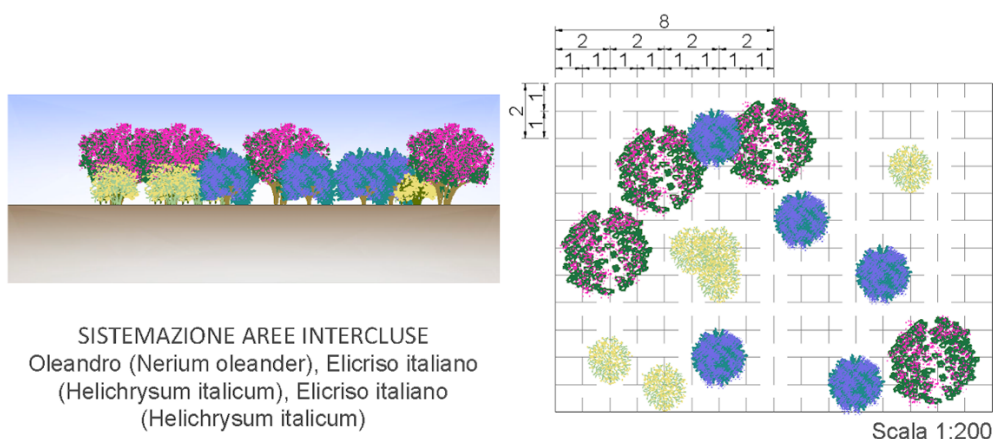 8
2 2 2 2
1 1 1 1 1 1 1 1
2
1
1
SISTEMAZIONE AREE INTERCLUSE
Oleandro (Nerium oleander), Elicriso italiano
(Helichrysum italicum), Elicriso italiano
(Helichrysum italicum)
Scala 1:200